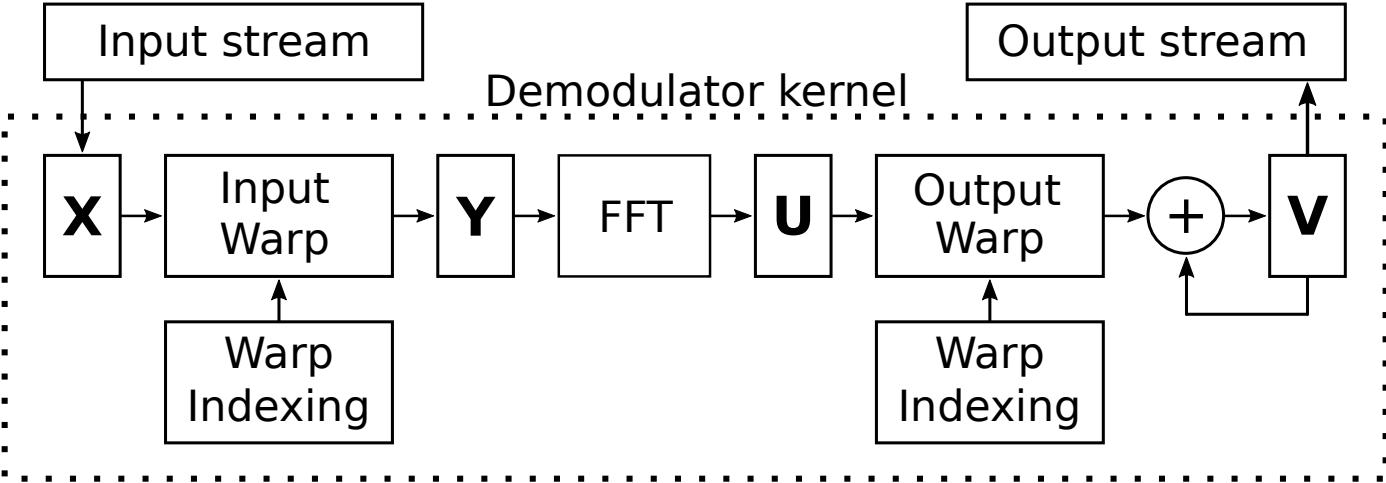 Input stream
Output stream
Demodulator kernel
X
Input
Warp
Y
FFT
U
Output
Warp
+
V
Warp
Indexing
Warp
Indexing